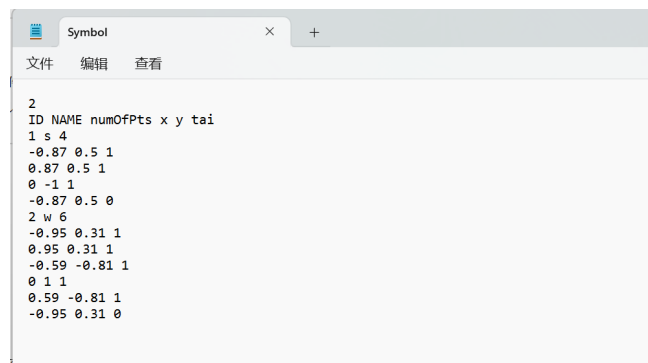 Symbol
文件 编辑 查看
2
ID NAME numOfPts x y tai
1 s 4
-0.87 0.5 1
0.87 0.5 1
0 -1 1
-0.87 0.5 0
2 w 6
-0.95 0.31 1
0.95 0.31 1
-0.59 -0.81 1
0 1 1
0.59 -0.81 1
-0.95 0.31 0